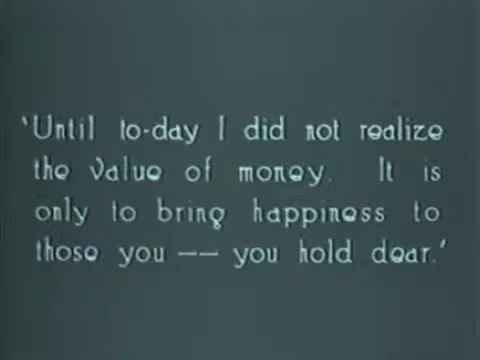 'Until to-day I did not realize
the value of money. It is
only to bring happiness to
those you —— you hold dear.'